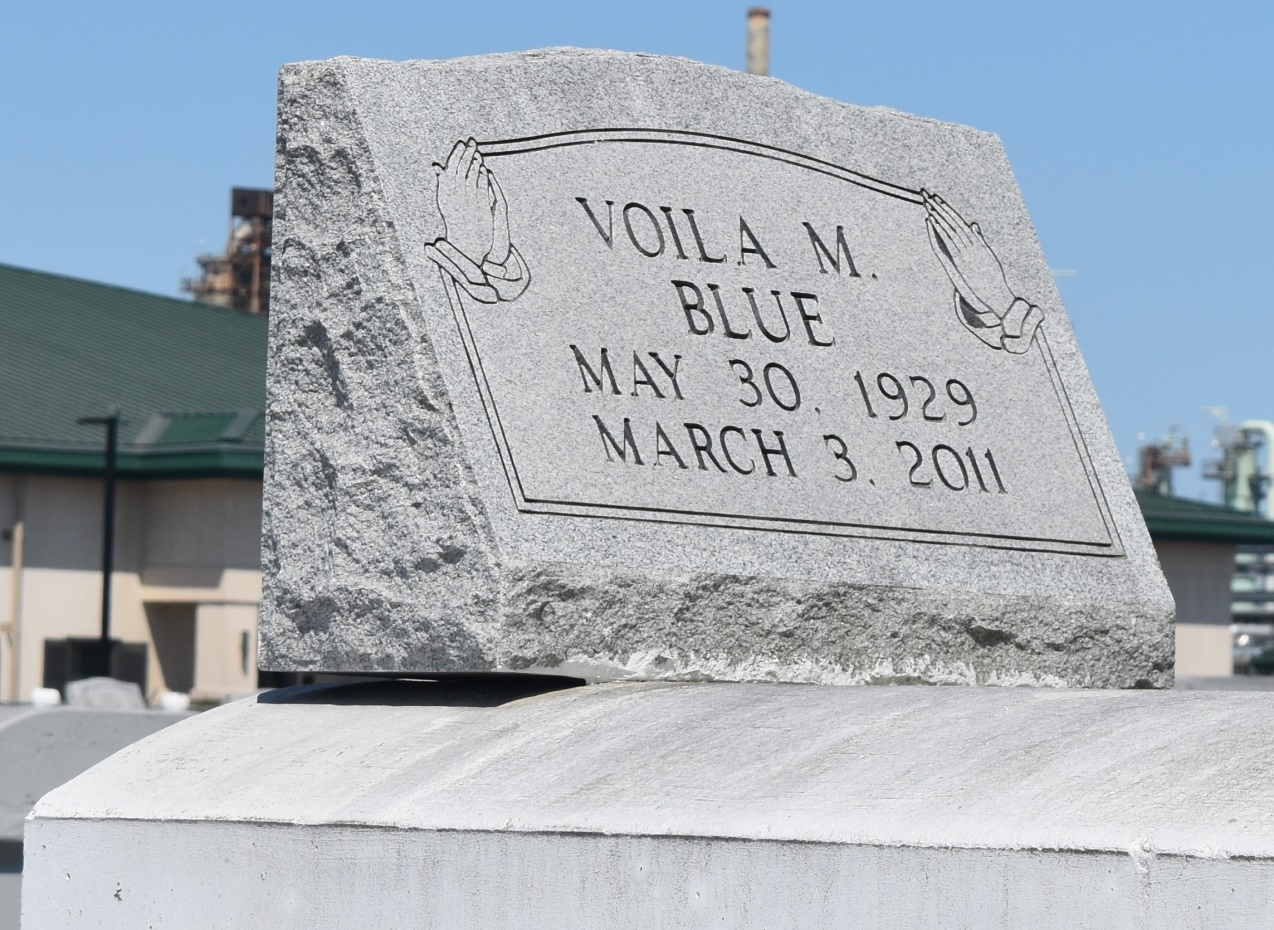 VOILA M.
BLUE
MAY 30, 1929
MARCH 3, 2011